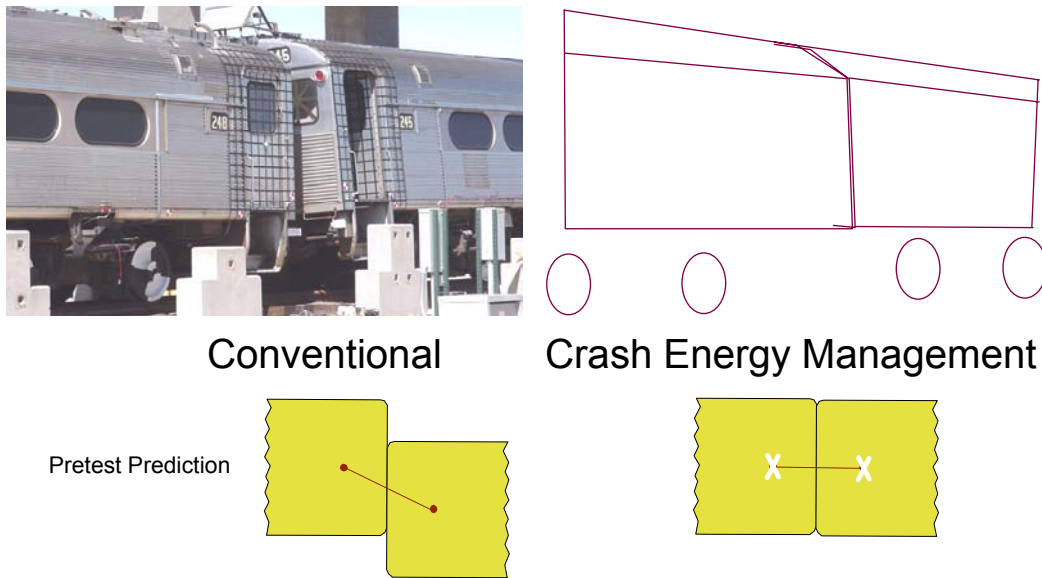 245
248
245
Conventional
Crash Energy Management
Pretest Prediction